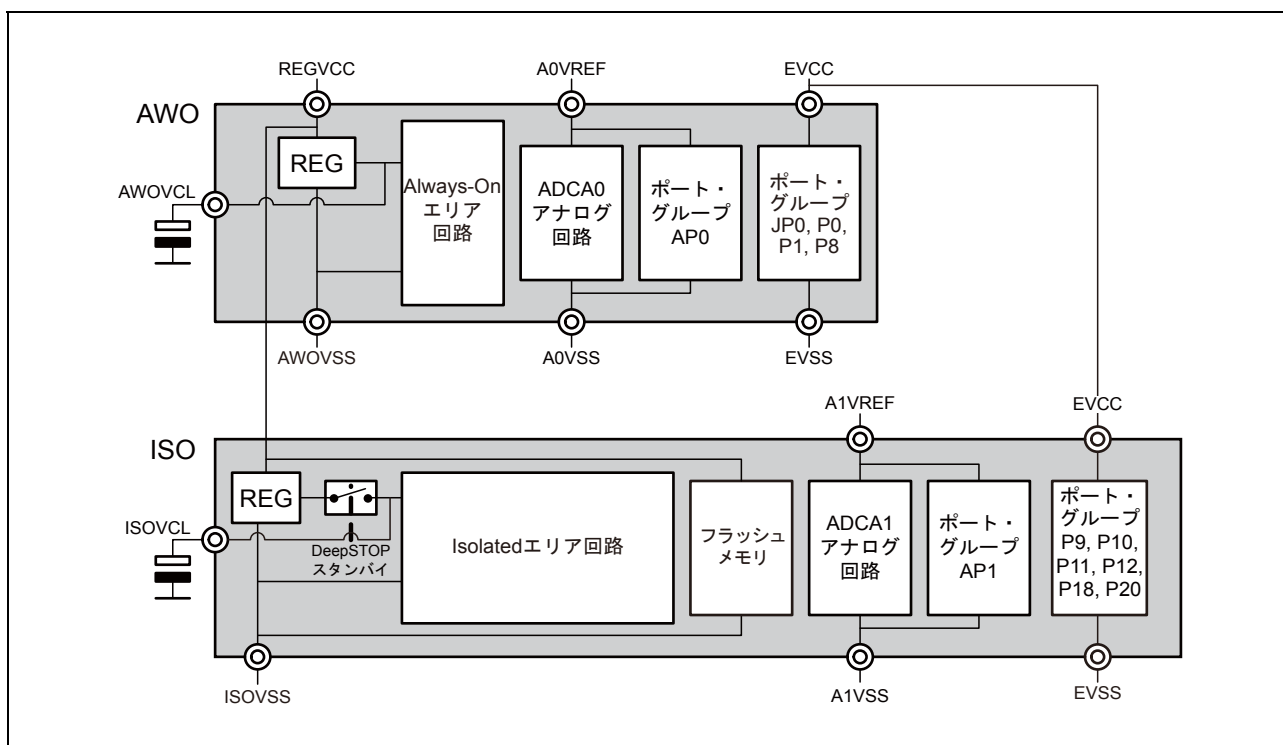 REGVCC
A0VREF
EVCC
AWO
REG
AWOVCL
Always-On
エリア
回路
ADCA0
アナログ
回路
ポート・
グループ
AP0
ポート・
グループ
JP0, P0,
P1, P8
AWOVSS
A0VSS
EVSS
A1VREF
EVCC
ISO
REG
ISOVCL
DeepSTOP
スタンバイ
Isolatedエリア回路
フラッシュ
メモリ
ADCA1
アナログ
回路
ポート・
グループ
AP1
ポート・
グループ
P9, P10,
P11, P12,
P18, P20
ISOVSS
A1VSS
EVSS